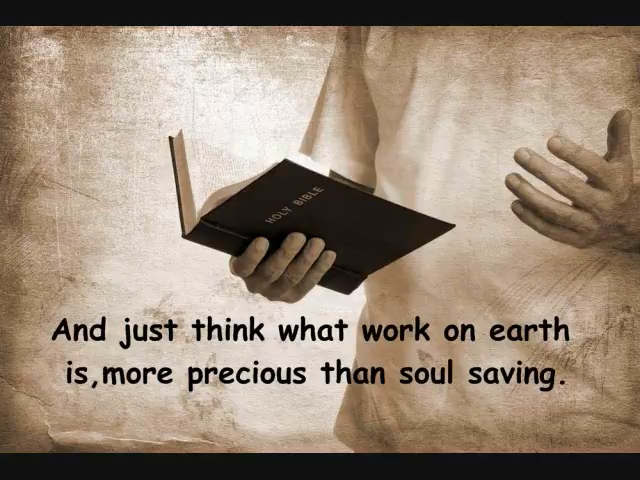 HOLY BIBLE
And just think what work on earth
is,more precious than soul saving.